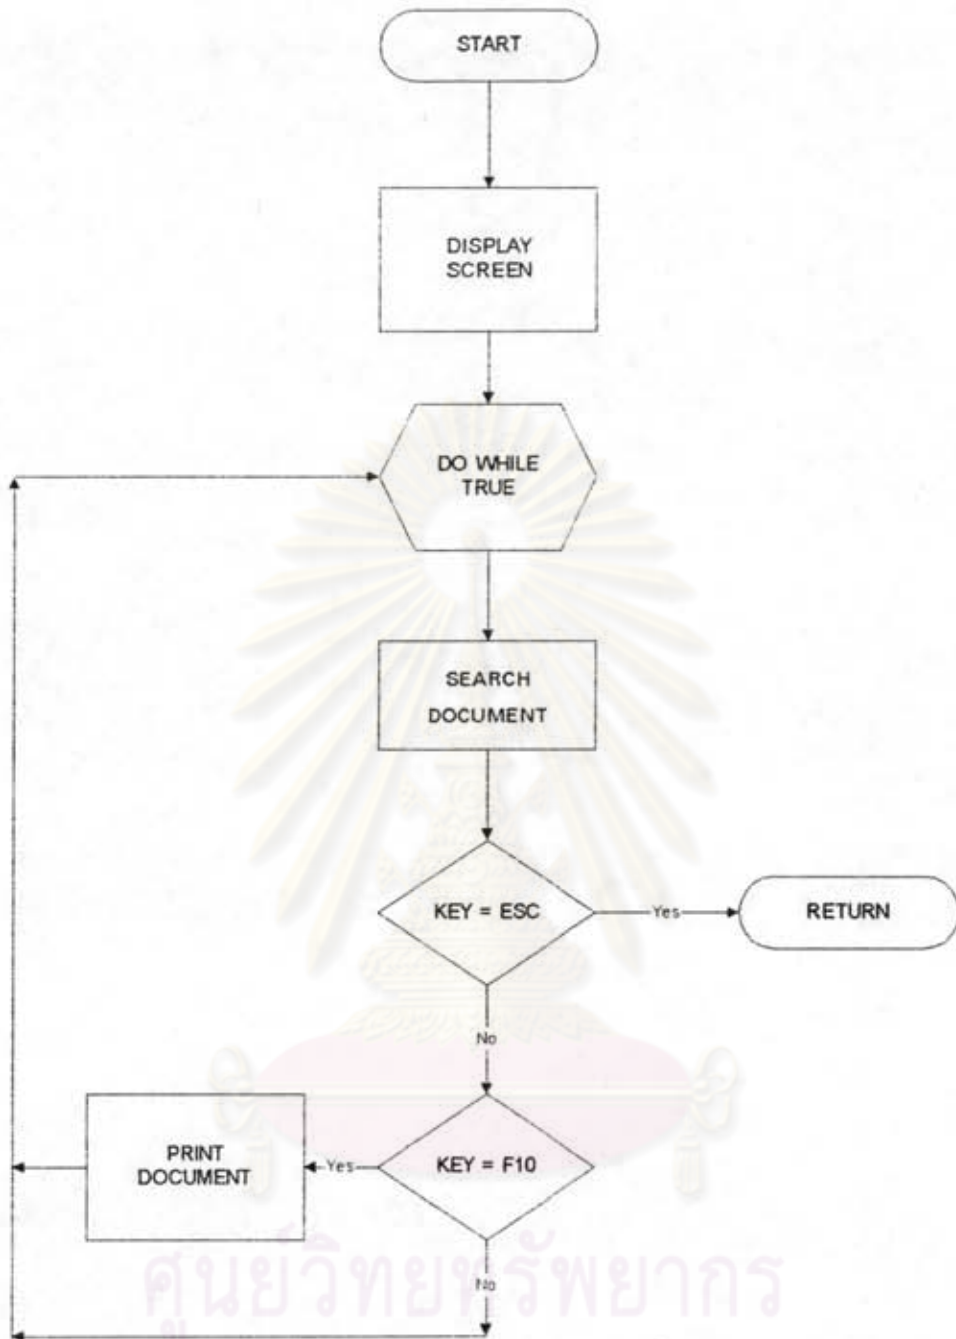 START
DISPLAY
SCREEN
DO WHILE
TRUE
SEARCH
DOCUMENT
KEY = ESC
Yes
RETURN
No
PRINT
DOCUMENT
Yes
KEY = F10
No
ศูนย์วิทยทรัพยากร